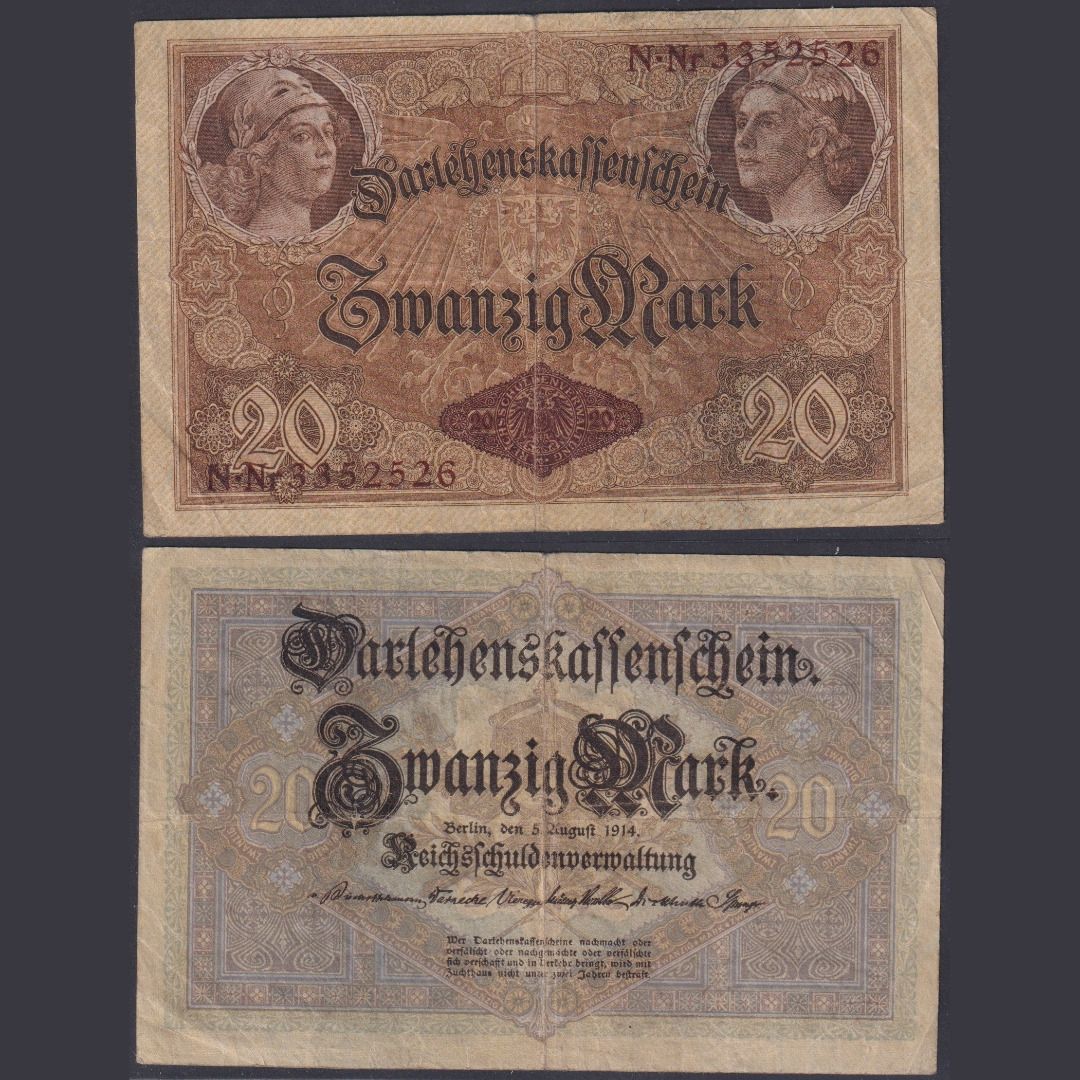 N·Nr 3352526
Darlehenskassenschein
Zwanzig Mark
20
20 20
20
N·Nr 3352526
Darlehenskassenschein.
Zwanzig Mark.
20
20
Berlin, den 5. August 1914.
Reichsschuldenverwaltung
Wer Darlehenskassenscheine nachmacht oder
verfälscht oder nachgemachte oder verfälschte
sich verschafft und in Verkehr bringt, wird mit
Zuchthaus nicht unter zwei Jahren bestraft.